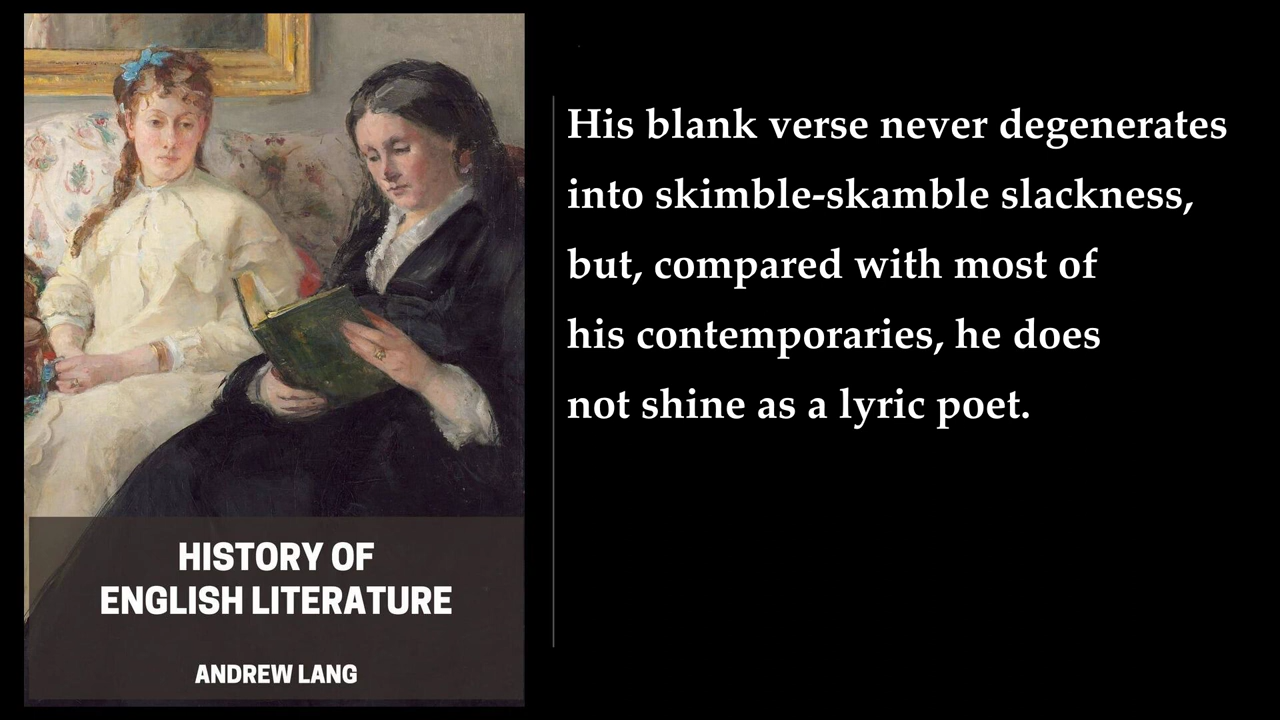 His blank verse never degenerates
into skimble-skamble slackness,
but, compared with most of
his contemporaries, he does
not shine as a lyric poet.
HISTORY OF
ENGLISH LITERATURE
ANDREW LANG